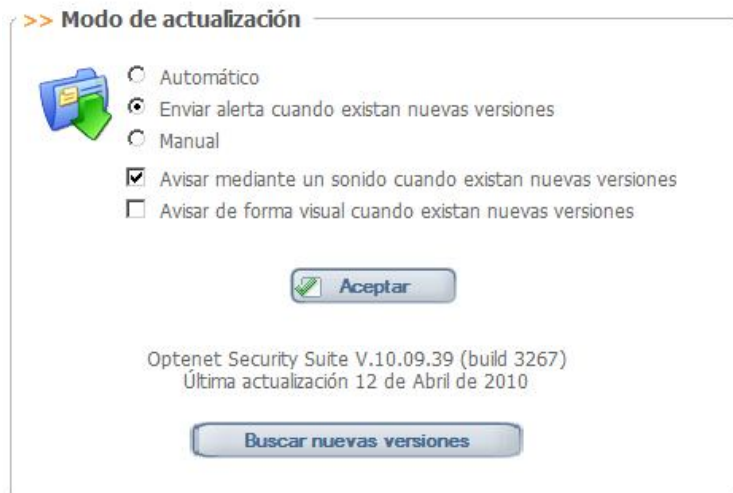 >> Modo de actualización
Automático
Enviar alerta cuando existan nuevas versiones
Manual
Avisar mediante un sonido cuando existan nuevas versiones
Avisar de forma visual cuando existan nuevas versiones
Aceptar
Optenet Security Suite V.10.09.39 (build 3267)
Última actualización 12 de Abril de 2010
Buscar nuevas versiones